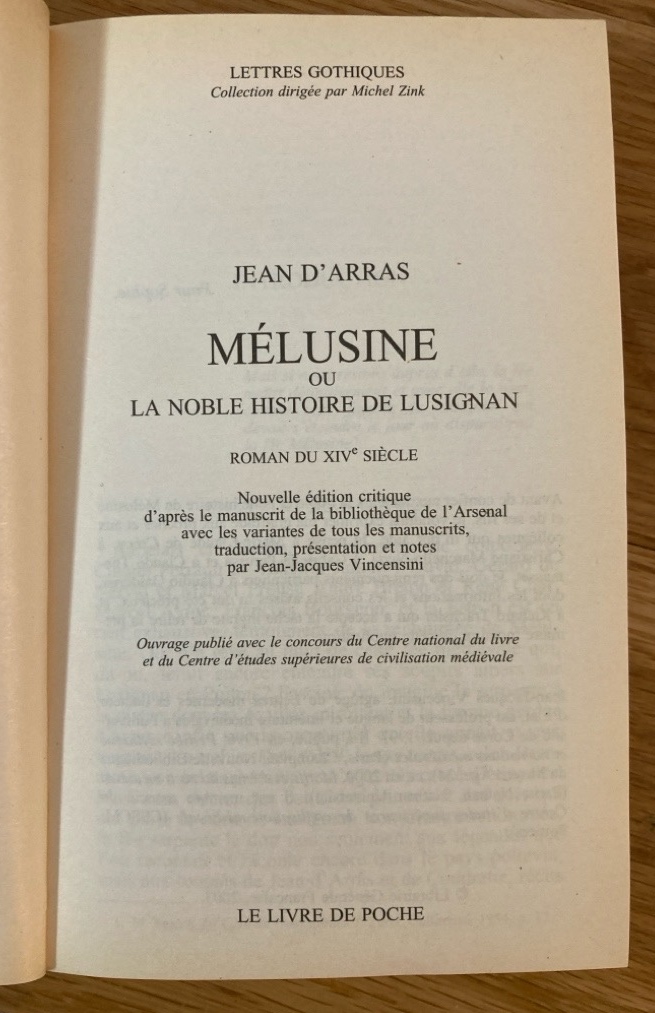 LETTRES GOTHIQUES
Collection dirigée par Michel Zink
JEAN D'ARRAS
MÉLUSINE
OU
LA NOBLE HISTOIRE DE LUSIGNAN
ROMAN DU XIVe SIÈCLE
Nouvelle édition critique
d'après le manuscrit de la bibliothèque de l'Arsenal
avec les variantes de tous les manuscrits,
traduction, présentation et notes
par Jean-Jacques Vincensini
Ouvrage publié avec le concours du Centre national du livre
et du Centre d'études supérieures de civilisation médiévale
LE LIVRE DE POCHE